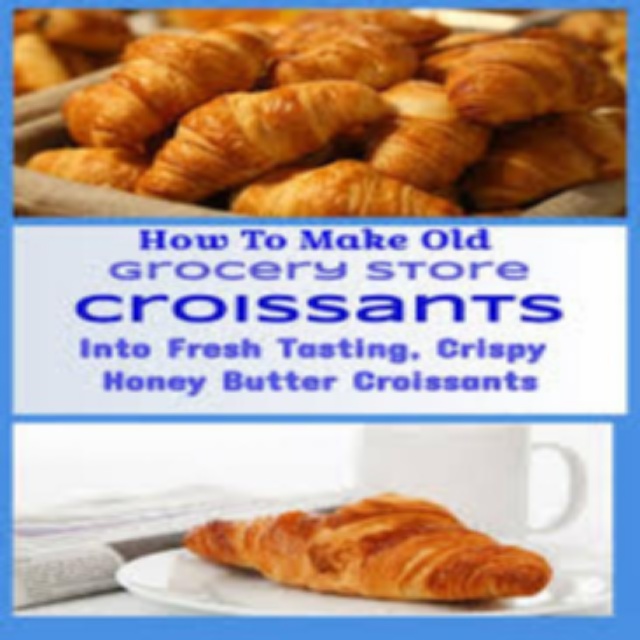 How To Make Old
Grocery Store
Croissants
Into Fresh Tasting, Crispy
Honey Butter Croissants